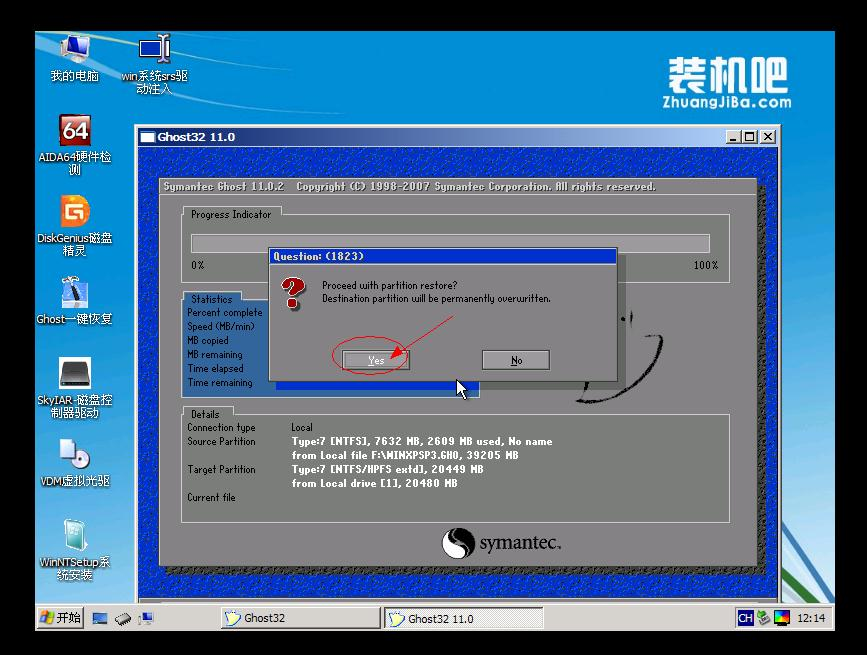 装机吧
ZhuangJiBa.com
我的电脑
win系统srs驱
动注入
64
AIDA64硬件检
测
DiskGenius磁盘
精灵
Ghost一键恢复
SkyIAR-磁盘控
制器驱动
VDM虚拟光驱
WinNTSetup系
统安装
Ghost32 11.0
Symantec Ghost 11.0.2 Copyright (C) 1998-2007 Symantec Corporation. All rights reserved.
Progress Indicator
0%
100%
Question: (1823)
Proceed with partition restore?
Destination partition will be permanently overwritten.
Yes
No
Statistics
Percent complete
Speed (MB/min)
MB copied
MB remaining
Time elapsed
Time remaining
Details
Connection type Local
Source Partition Type:7 [NTFS], 7632 MB, 2609 MB used, No name
from Local file F:\WINXPSP3.GHO, 39205 MB
Target Partition Type:7 [NTFS/HPFS extd], 20449 MB
from Local drive [1], 20480 MB
Current file
symantec.
开始
Ghost32
Ghost32 11.0
CH
12:14